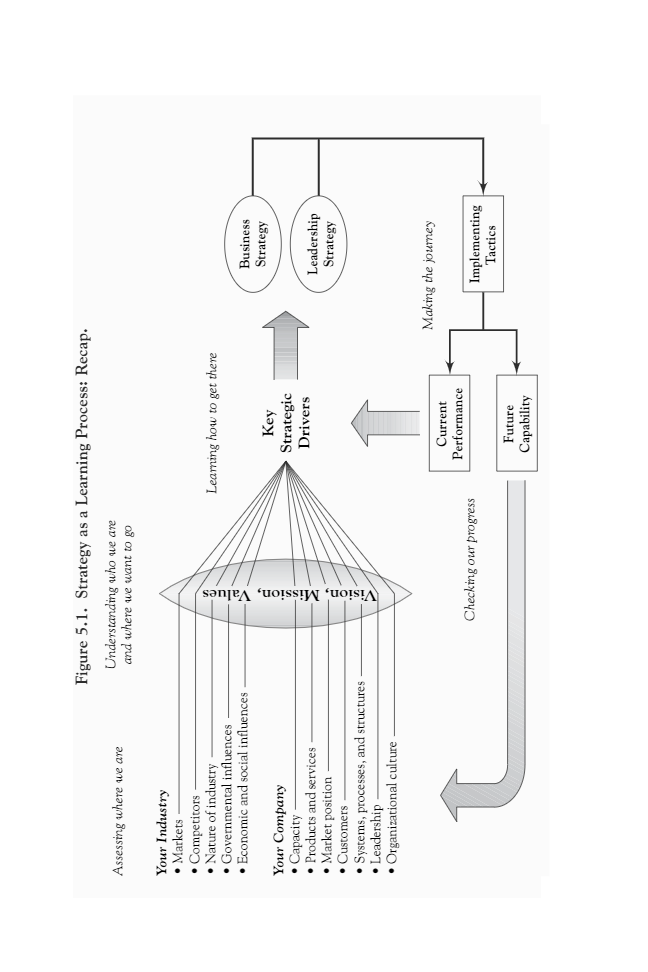 Figure 5.1. Strategy as a Learning Process: Recap.
Assessing where we are
Understanding who we are
and where we want to go
Learning how to get there
Your Industry
• Markets
• Competitors
• Nature of industry
• Governmental influences
• Economic and social influences
Your Company
• Capacity
• Products and services
• Market position
• Customers
• Systems, processes, and structures
• Leadership
• Organizational culture
Vision, Mission, Values
Key
Strategic
Drivers
Business
Strategy
Leadership
Strategy
Making the journey
Implementing
Tactics
Current
Performance
Future
Capability
Checking our progress